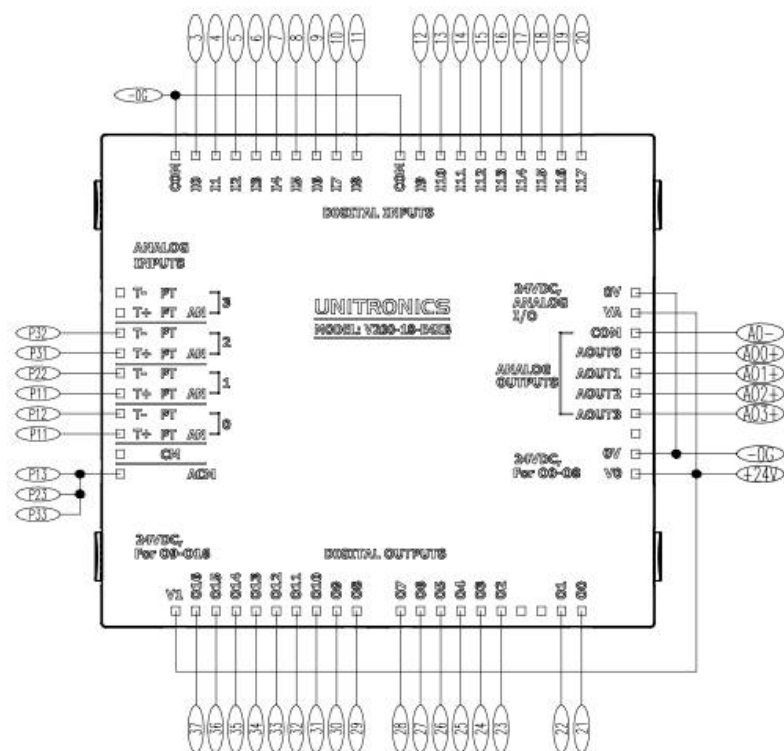 3 4 5 6 7 8 9 10 11 12 13 14 15 16 17 18 19 20
-0G
COM I0 I1 I2 I3 I4 I5 I6 I7 I8 COM I9 I10 I11 I12 I13 I14 I15 I16 I17
DIGITAL INPUTS
ANALOG
INPUTS
T- PT
T+ PT AN
3
P32 T- PT
P31 T+ PT AN
2
P22 T- PT
P11 T+ PT AN
1
P12 T- PT
P11 T+ PT AN
0
CM
P13 ACM
P23
P33
UNITRONICS
MODEL: V200-18-E4XB
24VDC,
ANALOG
I/O
0V
VA
COM A0-
AOUT0 A00+
AOUT1 A01+
AOUT2 A02+
AOUT3 A03+
ANALOG
OUTPUTS
24VDC,
For O0-O8
0V -0G
V0 +24V
24VDC,
For O9-O16
DIGITAL OUTPUTS
V1 O16 O15 O14 O13 O12 O11 O10 O9 O8 O7 O6 O5 O4 O3 O2 O1 O0
37 36 35 34 33 32 31 30 29 28 27 26 25 24 23 22 21